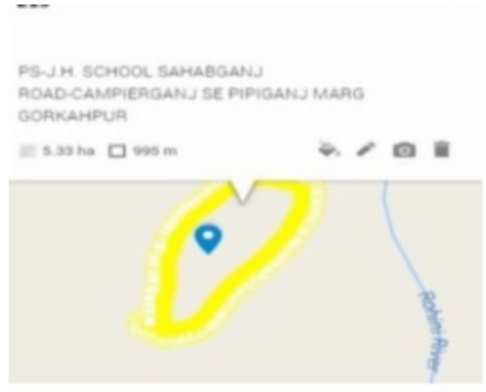 PS-J.H. SCHOOL SAHABGANJ
ROAD-CAMPIERGANJ SE PIPIGANJ MARG
GORKAHPUR
5.33 ha 995 m
Rohini River